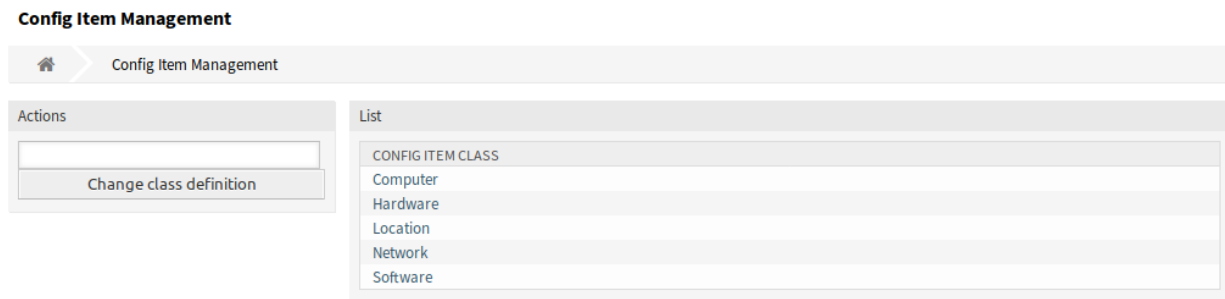 Config Item Management
Config Item Management
Actions
Change class definition
List
CONFIG ITEM CLASS
Computer
Hardware
Location
Network
Software